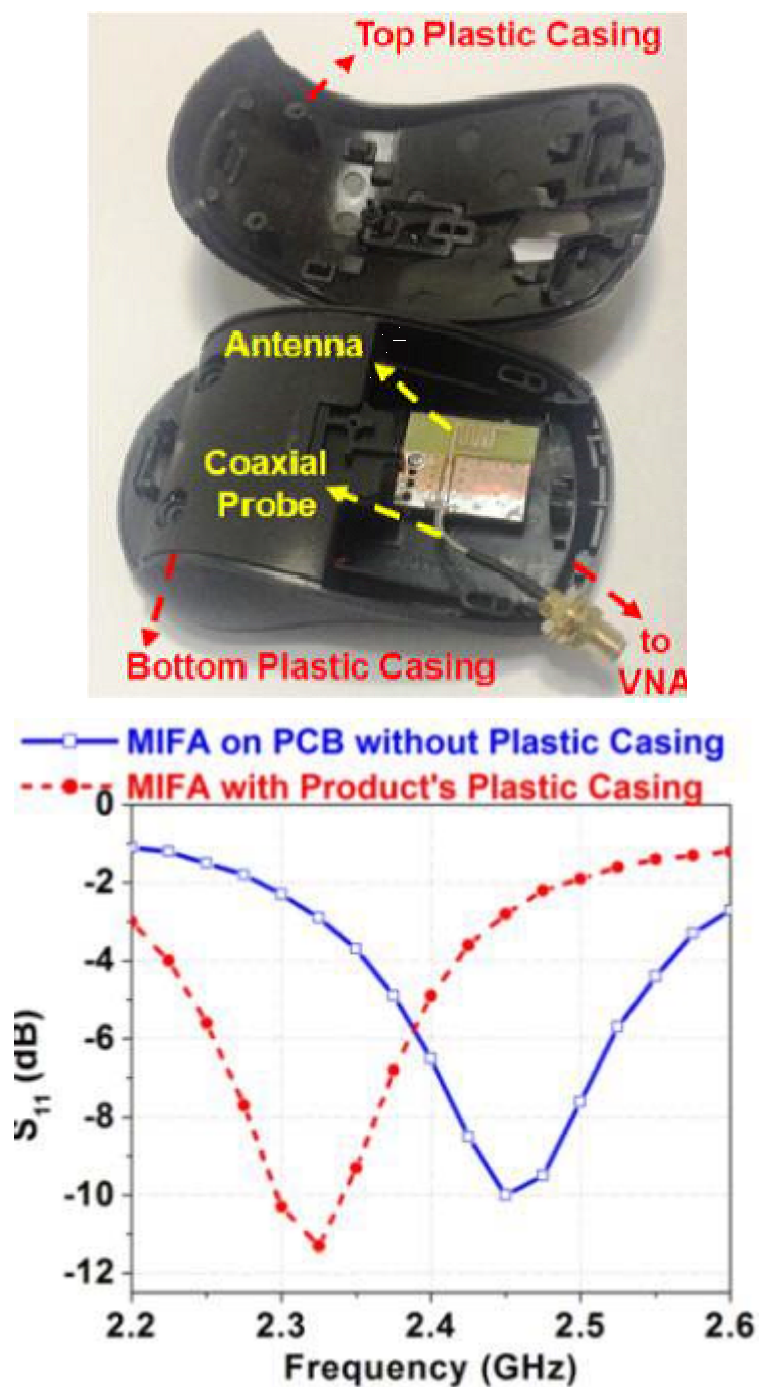 Top Plastic Casing
Antenna
Coaxial
Probe
to
VNA
Bottom Plastic Casing
MIFA on PCB without Plastic Casing
MIFA with Product's Plastic Casing
0
-2
-4
-6
-8
-10
-12
S11 (dB)
2.2 2.3 2.4 2.5 2.6
Frequency (GHz)